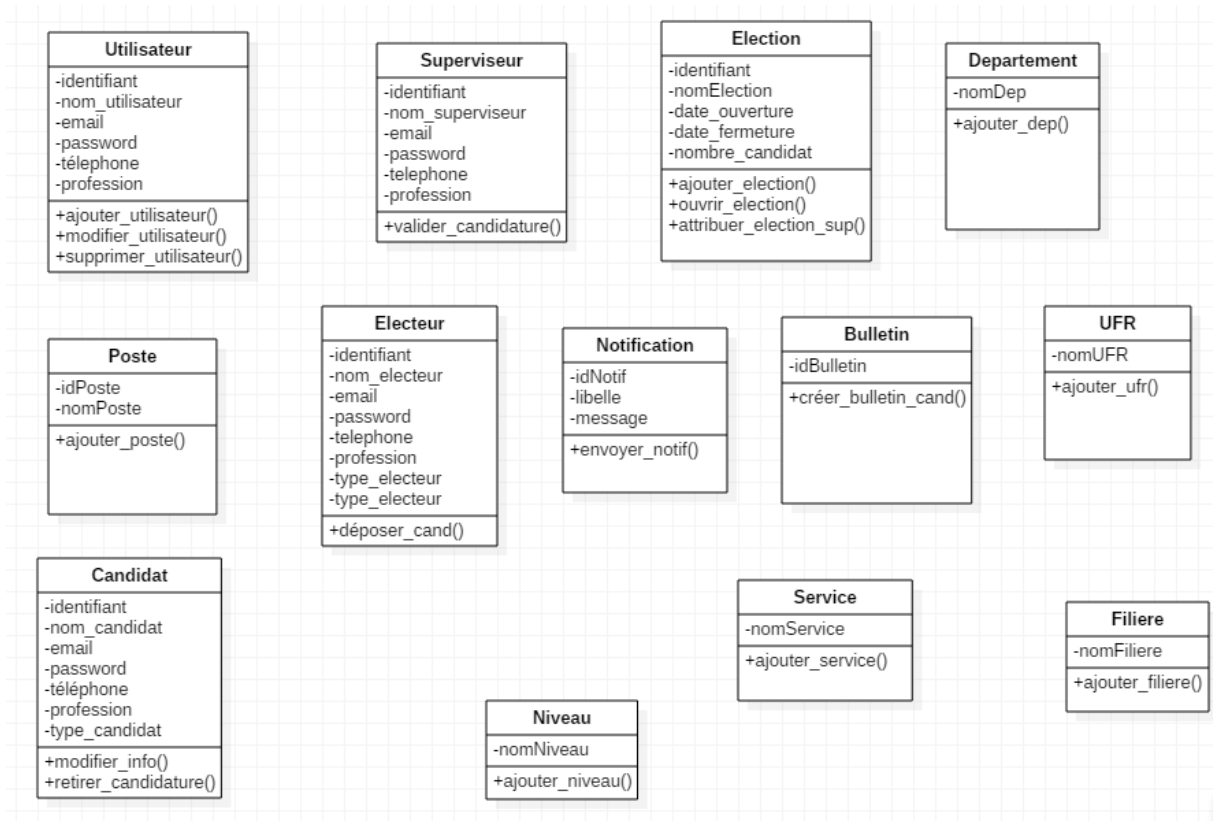 Utilisateur
-identifiant
-nom_utilisateur
-email
-password
-télephone
-profession
+ajouter_utilisateur()
+modifier_utilisateur()
+supprimer_utilisateur()
Superviseur
-identifiant
-nom_superviseur
-email
-password
-telephone
-profession
+valider_candidature()
Election
-identifiant
-nomElection
-date_ouverture
-date_fermeture
-nombre_candidat
+ajouter_election()
+ouvrir_election()
+attribuer_election_sup()
Departement
-nomDep
+ajouter_dep()
Poste
-idPoste
-nomPoste
+ajouter_poste()
Electeur
-identifiant
-nom_electeur
-email
-password
-telephone
-profession
-type_electeur
-type_electeur
+déposer_cand()
Notification
-idNotif
-libelle
-message
+envoyer_notif()
Bulletin
-idBulletin
+créer_bulletin_cand()
UFR
-nomUFR
+ajouter_ufr()
Candidat
-identifiant
-nom_candidat
-email
-password
-téléphone
-profession
-type_candidat
+modifier_info()
+retirer_candidature()
Niveau
-nomNiveau
+ajouter_niveau()
Service
-nomService
+ajouter_service()
Filiere
-nomFiliere
+ajouter_filiere()